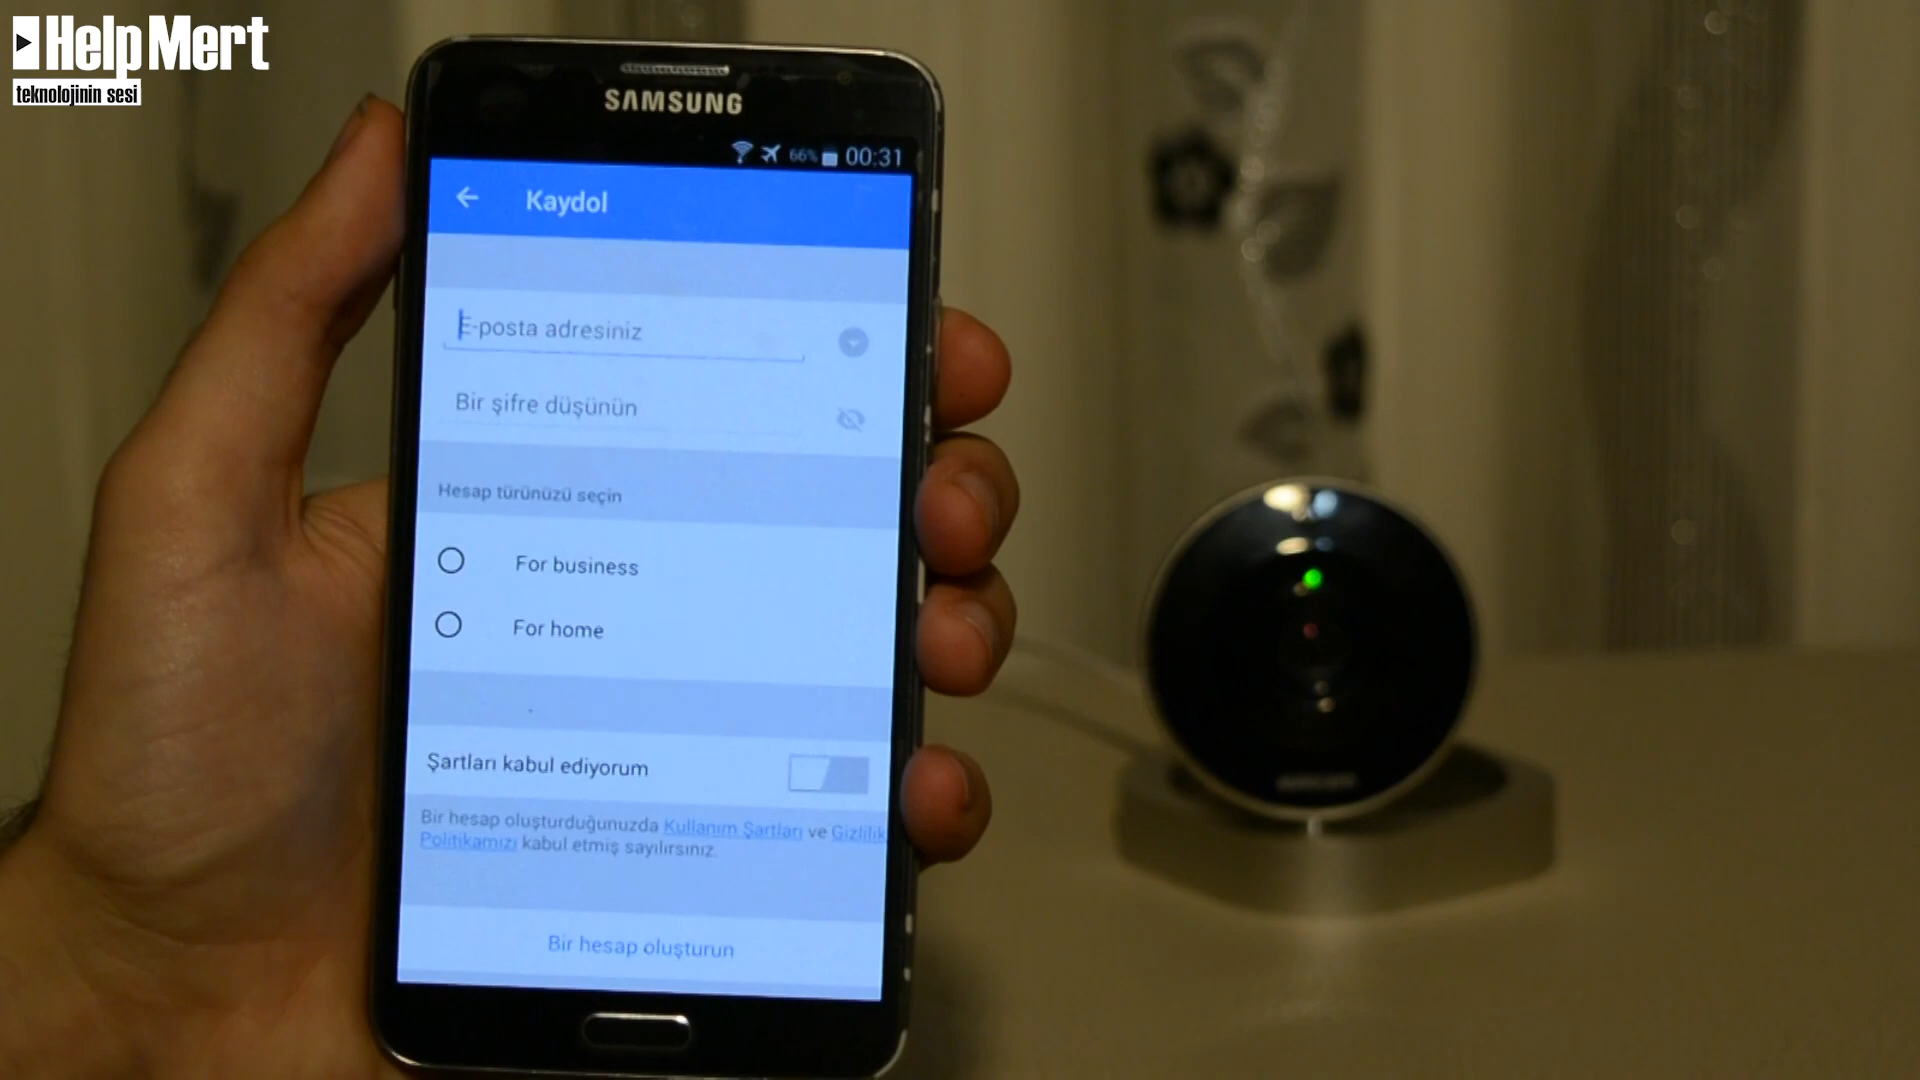 Help Mert
teknolojinin sesi
SAMSUNG
66% 00:31
Kaydol
E-posta adresiniz
Bir şifre düşünün
Hesap türünüzü seçin
For business
For home
Şartları kabul ediyorum
Bir hesap oluşturduğunuzda Kullanım Şartları ve Gizlilik
Politikamızı kabul etmiş sayılırsınız.
Bir hesap oluşturun